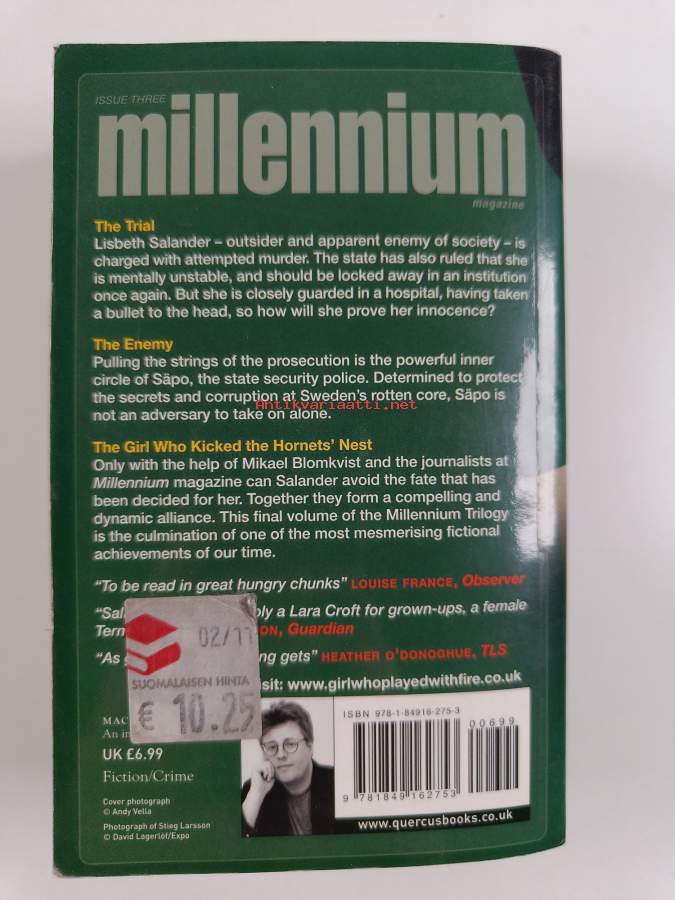 ISSUE THREE
millennium
magazine
The Trial
Lisbeth Salander – outsider and apparent enemy of society – is
charged with attempted murder. The state has also ruled that she
is mentally unstable, and should be locked away in an institution
once again. But she is closely guarded in a hospital, having taken
a bullet to the head, so how will she prove her innocence?
The Enemy
Pulling the strings of the prosecution is the powerful inner
circle of Säpo, the state security police. Determined to protect
the secrets and corruption at Sweden's rotten core, Säpo is
Antikvariaatti.net
not an adversary to take on alone.
The Girl Who Kicked the Hornets' Nest
Only with the help of Mikael Blomkvist and the journalists at
Millennium magazine can Salander avoid the fate that has
been decided for her. Together they form a compelling and
dynamic alliance. This final volume of the Millennium Trilogy
is the culmination of one of the most mesmerising fictional
achievements of our time.
"To be read in great hungry chunks" LOUISE FRANCE, Observer
"Sal bly a Lara Croft for grown-ups, a female
Term ON, Guardian
"As ng gets" HEATHER O'DONOGHUE, TLS
sit: www.girlwhoplayedwithfire.co.uk
02/11
SUOMALAISEN HINTA
€ 10.25
MAC
An im
UK £6.99
Fiction/Crime
Cover photograph
© Andy Vella
Photograph of Stieg Larsson
© David Lagerlöf/Expo
ISBN 978-1-84916-275-3
00699
9 781849 162753
www.quercusbooks.co.uk